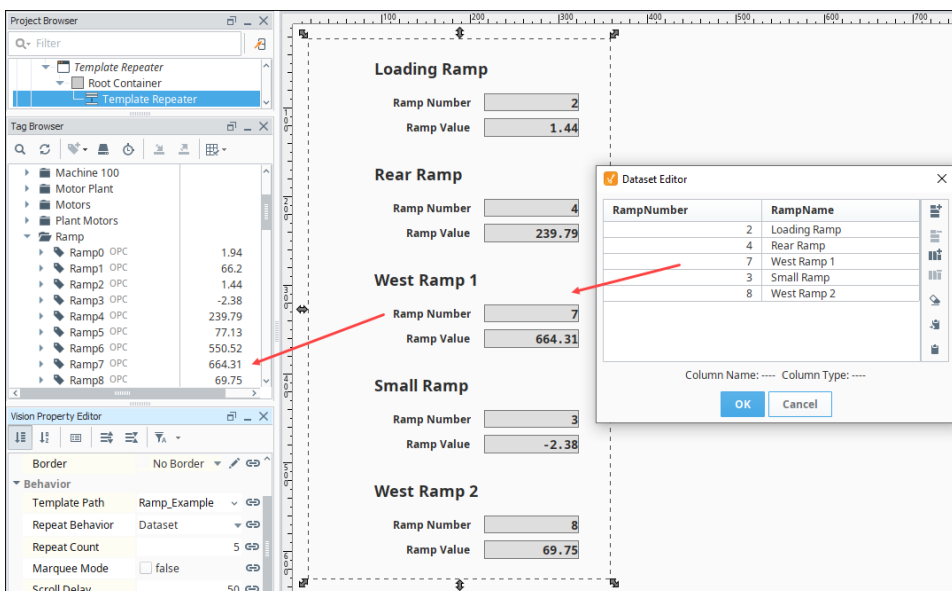 Project Browser
Filter
Template Repeater
Root Container
Template Repeater
Tag Browser
Machine 100
Motor Plant
Motors
Plant Motors
Ramp
Ramp0 OPC 1.94
Ramp1 OPC 66.2
Ramp2 OPC 1.44
Ramp3 OPC -2.38
Ramp4 OPC 239.79
Ramp5 OPC 77.13
Ramp6 OPC 550.52
Ramp7 OPC 664.31
Ramp8 OPC 69.75
Vision Property Editor
Border No Border
Behavior
Template Path Ramp_Example
Repeat Behavior Dataset
Repeat Count 5
Marquee Mode false
Scroll Delay 50
100 200 300 400 500 600 700
100
200
300
400
500
600
Loading Ramp
Ramp Number 2
Ramp Value 1.44
Rear Ramp
Ramp Number 4
Ramp Value 239.79
West Ramp 1
Ramp Number 7
Ramp Value 664.31
Small Ramp
Ramp Number 3
Ramp Value -2.38
West Ramp 2
Ramp Number 8
Ramp Value 69.75
Dataset Editor
RampNumber RampName
2 Loading Ramp
4 Rear Ramp
7 West Ramp 1
3 Small Ramp
8 West Ramp 2
Column Name: ---- Column Type: ----
OK Cancel